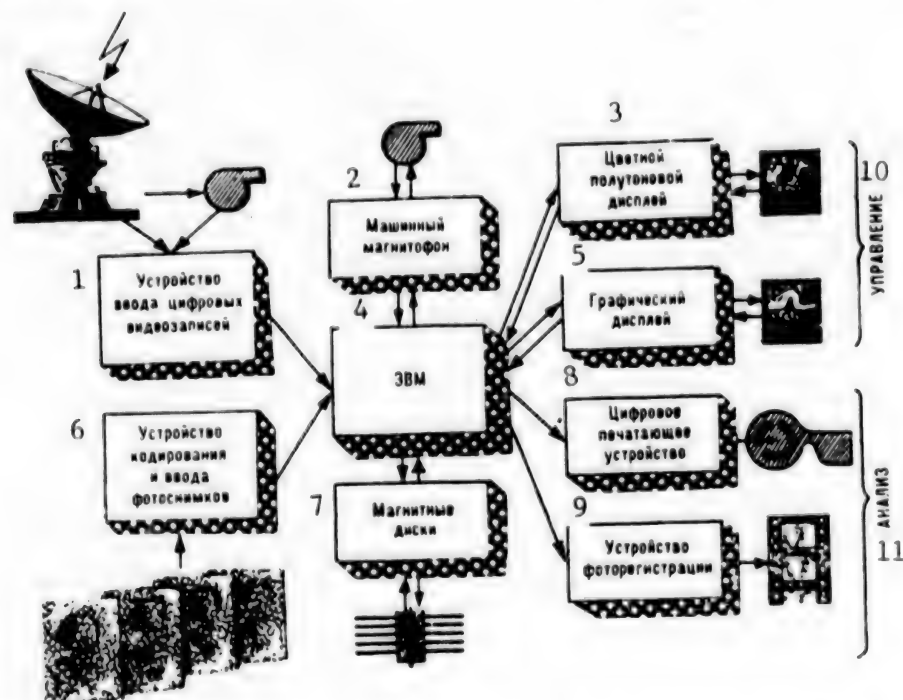 3
Цветной
полутоновой
дисплей
10
2
Машинный
магнитофон
УПРАВЛЕНИЕ
1
Устройство
ввода цифровых
видеозаписей
5
Графический
дисплей
4
ЭВМ
8
Цифровое
печатающее
устройство
6
Устройство
кодирования
и ввода
фотоснимков
7
Магнитные
диски
9
Устройство
фоторегистрации
АНАЛИЗ
11